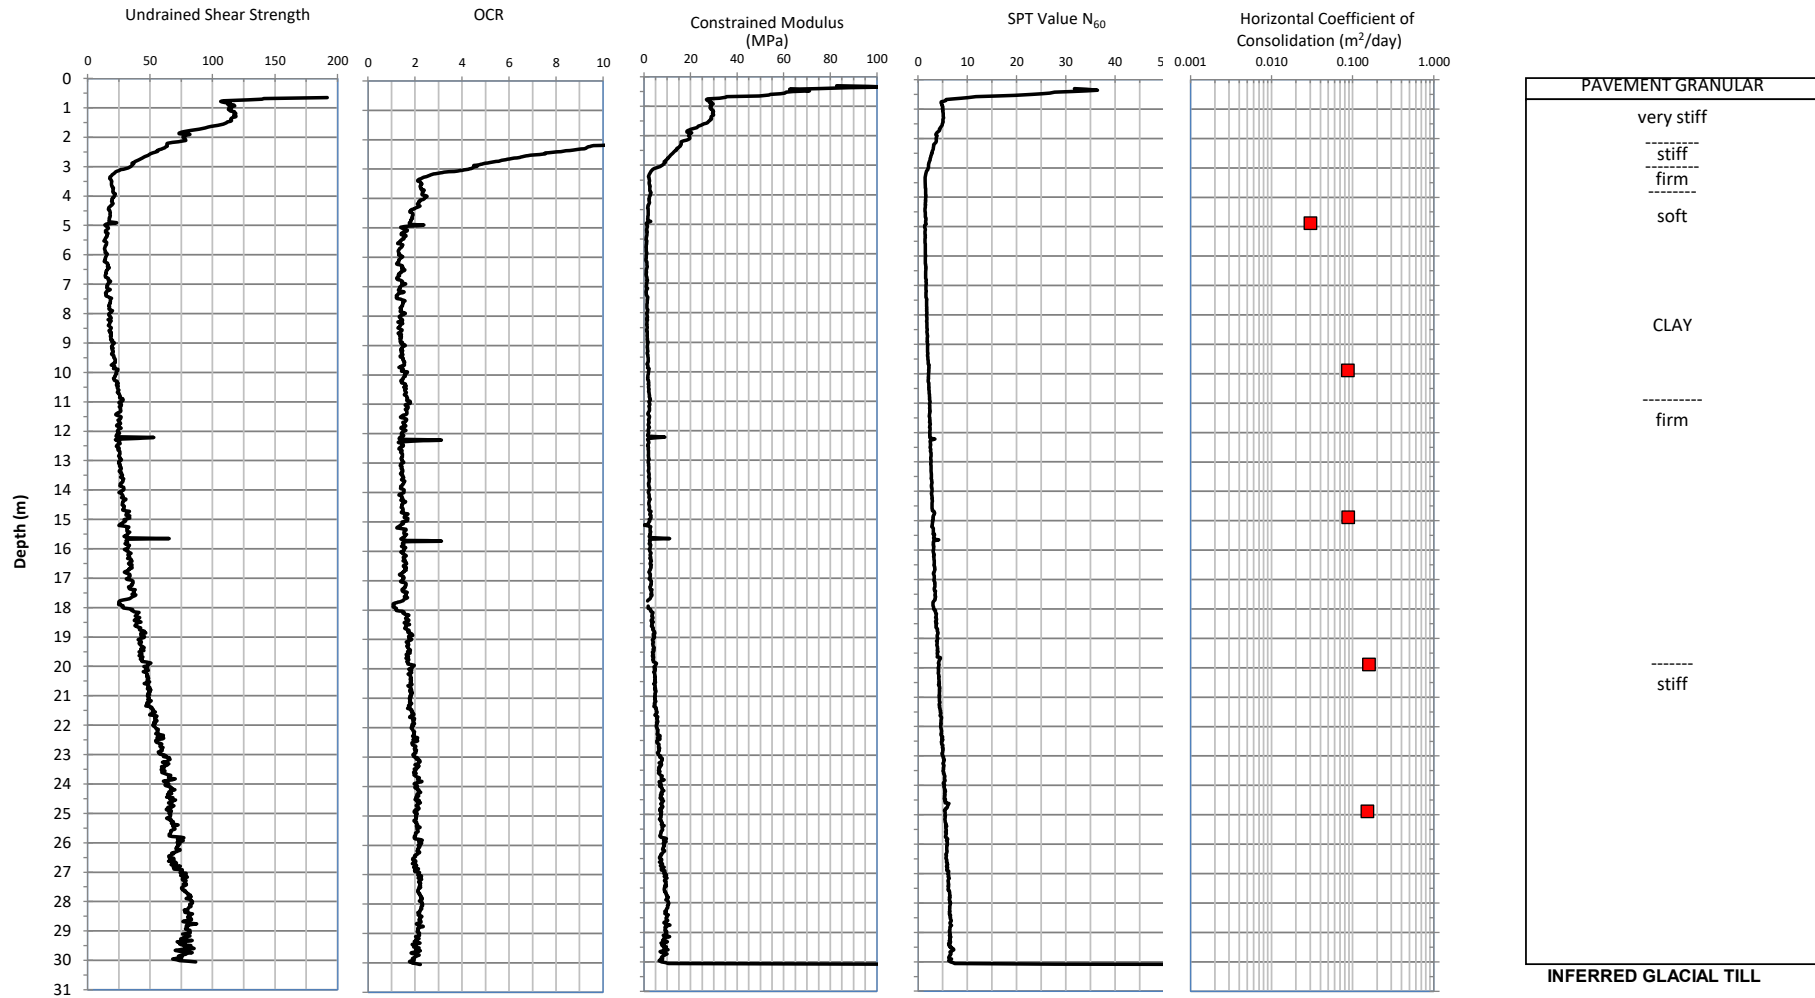 Undrained Shear Strength
OCR
Constrained Modulus
(MPa)
SPT Value N60
Horizontal Coefficient of
Consolidation (m2/day)
0 50 100 150 200
0 2 4 6 8 10
0 20 40 60 80 100
0 10 20 30 40 5
0.001 0.010 0.100 1.000
Depth (m)
0
1
2
3
4
5
6
7
8
9
10
11
12
13
14
15
16
17
18
19
20
21
22
23
24
25
26
27
28
29
30
31
PAVEMENT GRANULAR
very stiff
---------
stiff
---------
firm
--------
soft
CLAY
----------
firm
-------
stiff
INFERRED GLACIAL TILL